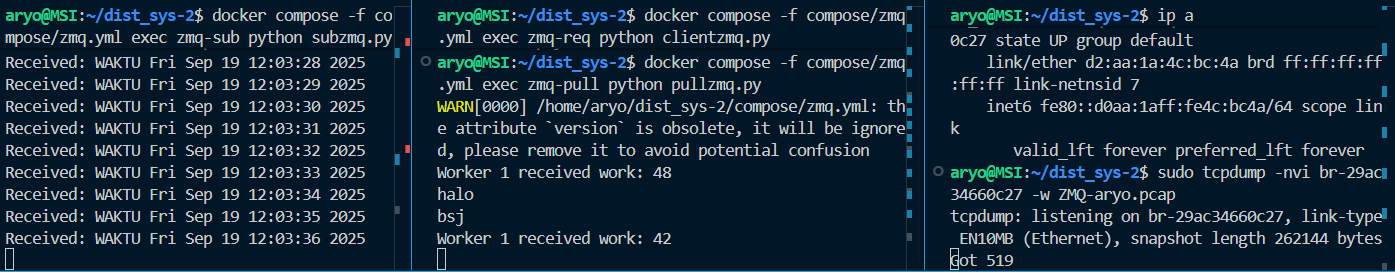 aryo@MSI:~/dist_sys-2$ docker compose -f co
mpose/zmq.yml exec zmq-sub python subzmq.py
Received: WAKTU Fri Sep 19 12:03:28 2025
Received: WAKTU Fri Sep 19 12:03:29 2025
Received: WAKTU Fri Sep 19 12:03:30 2025
Received: WAKTU Fri Sep 19 12:03:31 2025
Received: WAKTU Fri Sep 19 12:03:32 2025
Received: WAKTU Fri Sep 19 12:03:33 2025
Received: WAKTU Fri Sep 19 12:03:34 2025
Received: WAKTU Fri Sep 19 12:03:35 2025
Received: WAKTU Fri Sep 19 12:03:36 2025
aryo@MSI:~/dist_sys-2$ docker compose -f compose/zmq
.yml exec zmq-req python clientzmq.py
aryo@MSI:~/dist_sys-2$ docker compose -f compose/zmq
.yml exec zmq-pull python pullzmq.py
WARN[0000] /home/aryo/dist_sys-2/compose/zmq.yml: th
e attribute `version` is obsolete, it will be ignore
d, please remove it to avoid potential confusion
Worker 1 received work: 48
halo
bsj
Worker 1 received work: 42
aryo@MSI:~/dist_sys-2$ ip a
0c27 state UP group default
link/ether d2:aa:1a:4c:bc:4a brd ff:ff:ff:ff
:ff:ff link-netnsid 7
inet6 fe80::d0aa:1aff:fe4c:bc4a/64 scope lin
k
valid_lft forever preferred_lft forever
aryo@MSI:~/dist_sys-2$ sudo tcpdump -nvi br-29ac
34660c27 -w ZMQ-aryo.pcap
tcpdump: listening on br-29ac34660c27, link-type
EN10MB (Ethernet), snapshot length 262144 bytes
Got 519